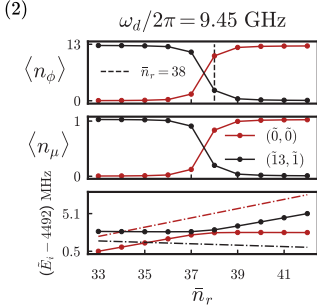 (2)
ω_d/2π = 9.45 GHz
⟨n_ϕ⟩
13
0
n̄_r = 38
⟨n_μ⟩
1
0
(0̃, 0̃)
(1̃3, 1̃)
(Ẽ_i − 4492) MHz
5.1
0.5
33 35 37 39 41
n̄_r